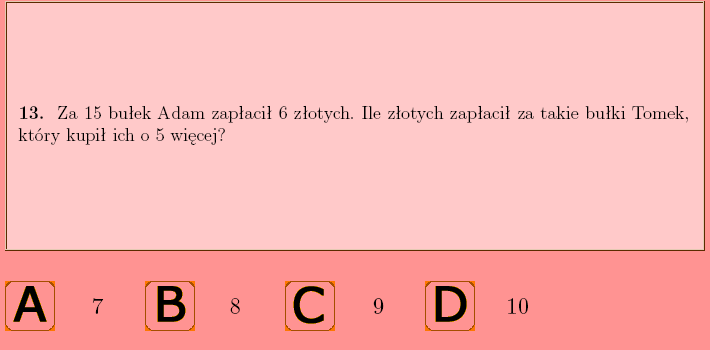 13. Za 15 bułek Adam zapłacił 6 złotych. Ile złotych zapłacił za takie bułki Tomek,
który kupił ich o 5 więcej?
A 7 B 8 C 9 D 10